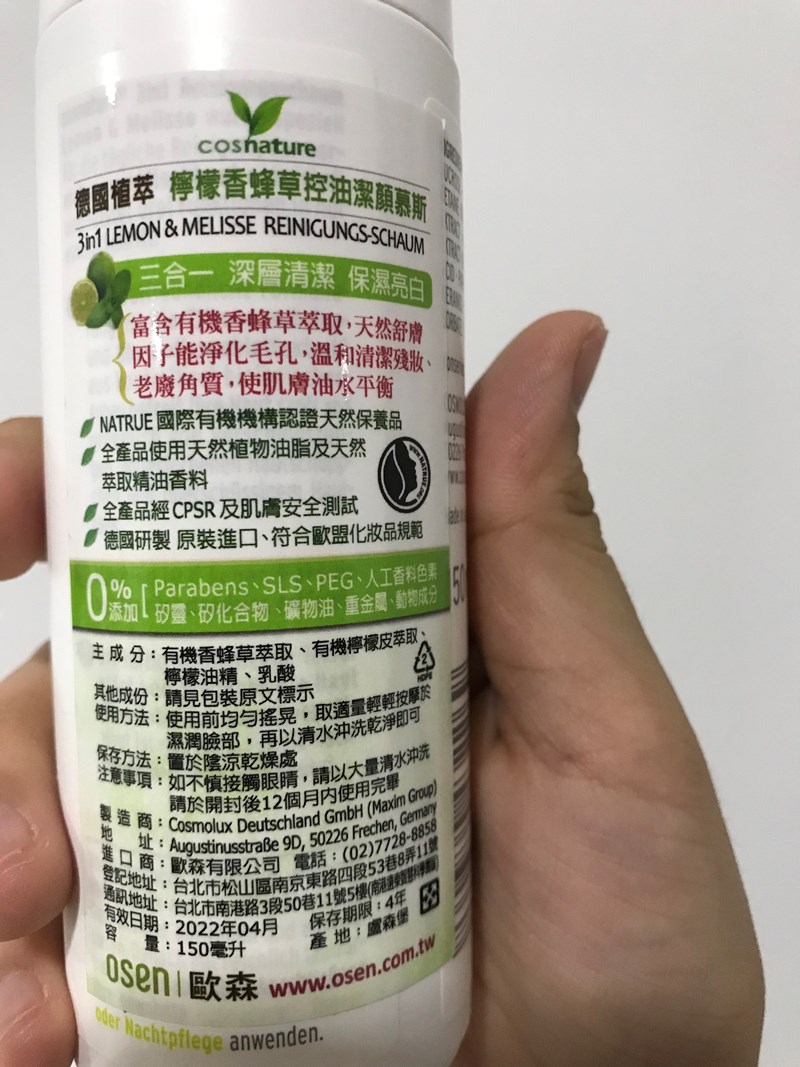 cosnature
德國植萃 檸檬香蜂草控油潔顏慕斯
3in1 LEMON & MELISSE REINIGUNGS-SCHAUM
三合一 深層清潔 保濕亮白
富含有機香蜂草萃取，天然舒膚
因子能淨化毛孔，溫和清潔殘妝、
老廢角質，使肌膚油水平衡
NATRUE 國際有機機構認證天然保養品
全產品使用天然植物油脂及天然
萃取精油香料
全產品經 CPSR 及肌膚安全測試
德國研製 原裝進口、符合歐盟化妝品規範
WWW.NATRUE.ORG
0% 添加
Parabens、SLS、PEG、人工香料色素
矽靈、矽化合物、礦物油、重金屬、動物成分
主成分：有機香蜂草萃取、有機檸檬皮萃取、
檸檬油精、乳酸
2
HDPE
其他成份：請見包裝原文標示
使用方法：使用前均勻搖晃，取適量輕輕按摩於
濕潤臉部，再以清水沖洗乾淨即可
保存方法：置於陰涼乾燥處
注意事項：如不慎接觸眼睛，請以大量清水沖洗
請於開封後12個月內使用完畢
製造商：Cosmolux Deutschland GmbH (Maxim Group)
地址：Augustinusstraße 9D, 50226 Frechen, Germany
進口商：歐森有限公司 電話：(02)7728-8858
登記地址：台北市松山區南京東路四段53巷8弄11號
通訊地址：台北市南港路3段50巷11號5樓
有效日期：2022年04月 保存期限：4年
容量：150毫升 產地：盧森堡
osen | 歐森 www.osen.com.tw
oder Nachtpflege anwenden.